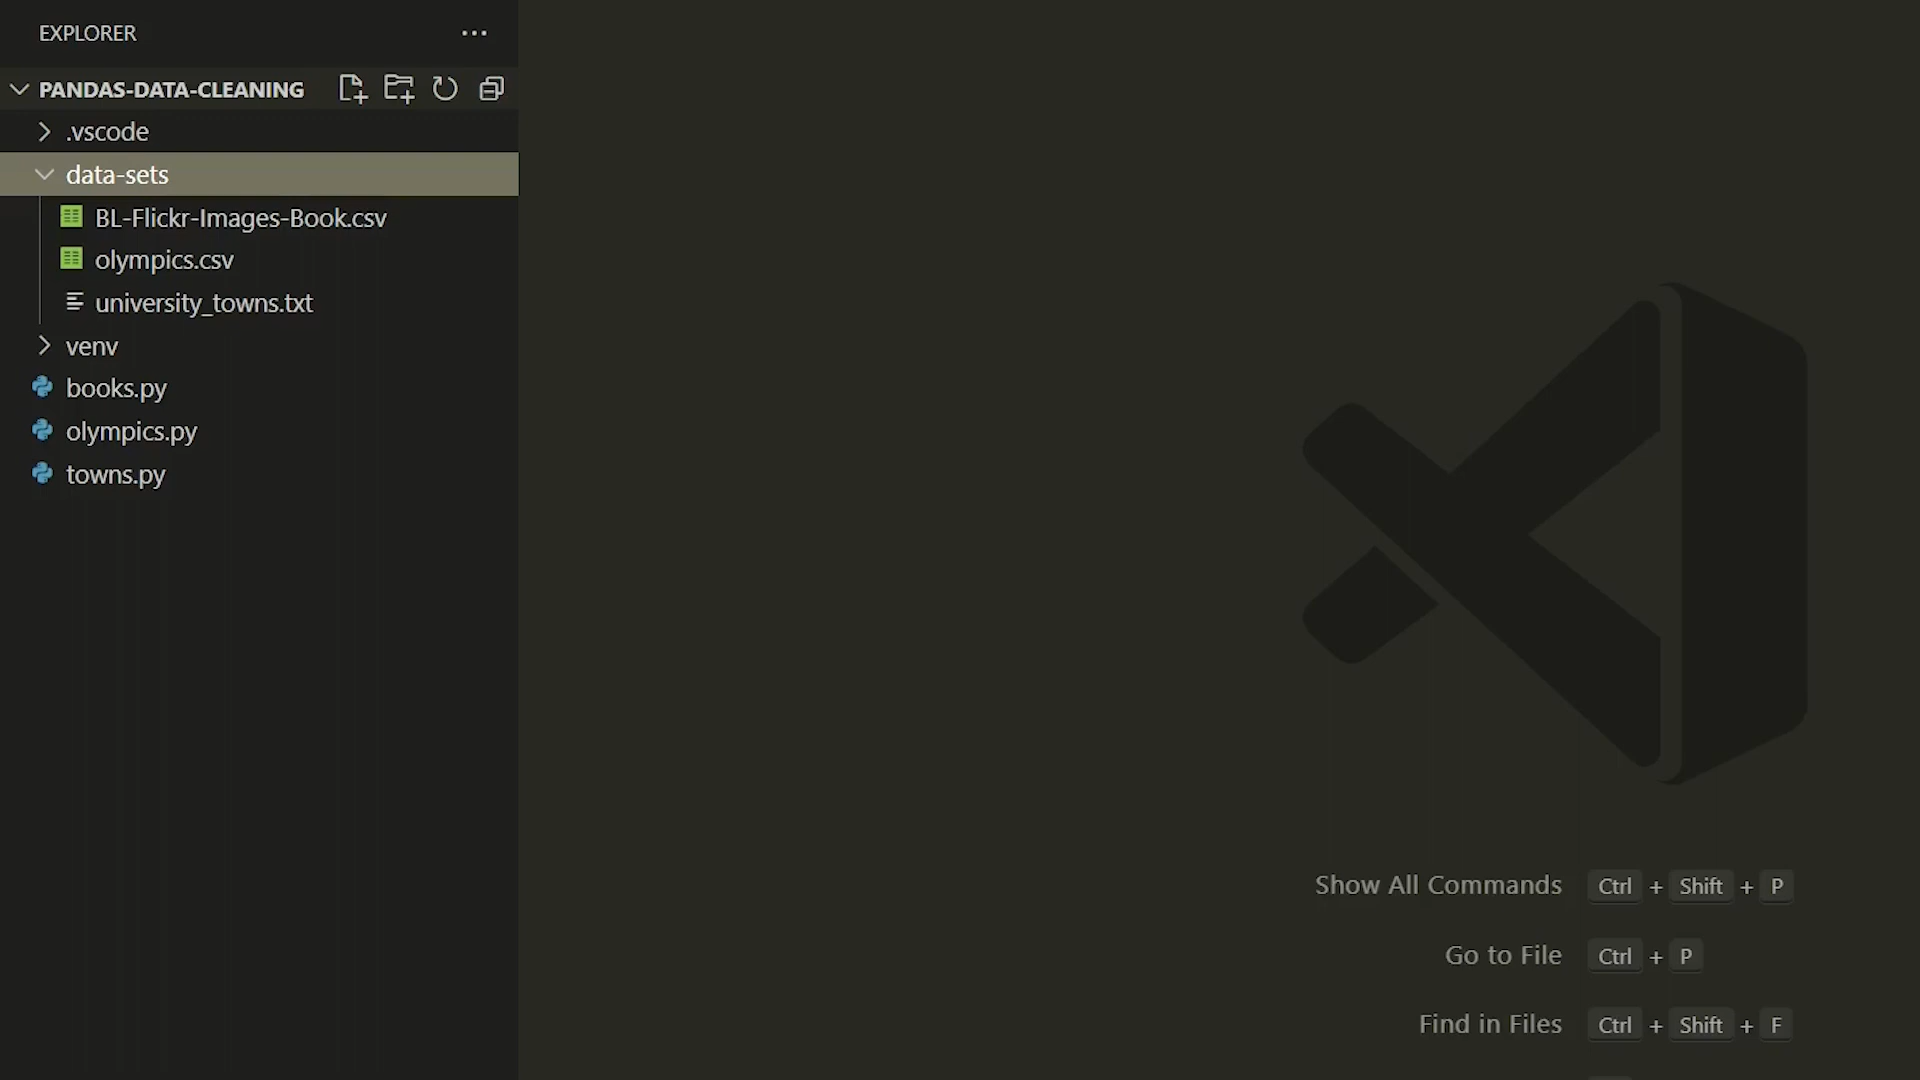 EXPLORER
PANDAS-DATA-CLEANING
.vscode
data-sets
BL-Flickr-Images-Book.csv
olympics.csv
university_towns.txt
venv
books.py
olympics.py
towns.py
Show All Commands Ctrl + Shift + P
Go to File Ctrl + P
Find in Files Ctrl + Shift + F